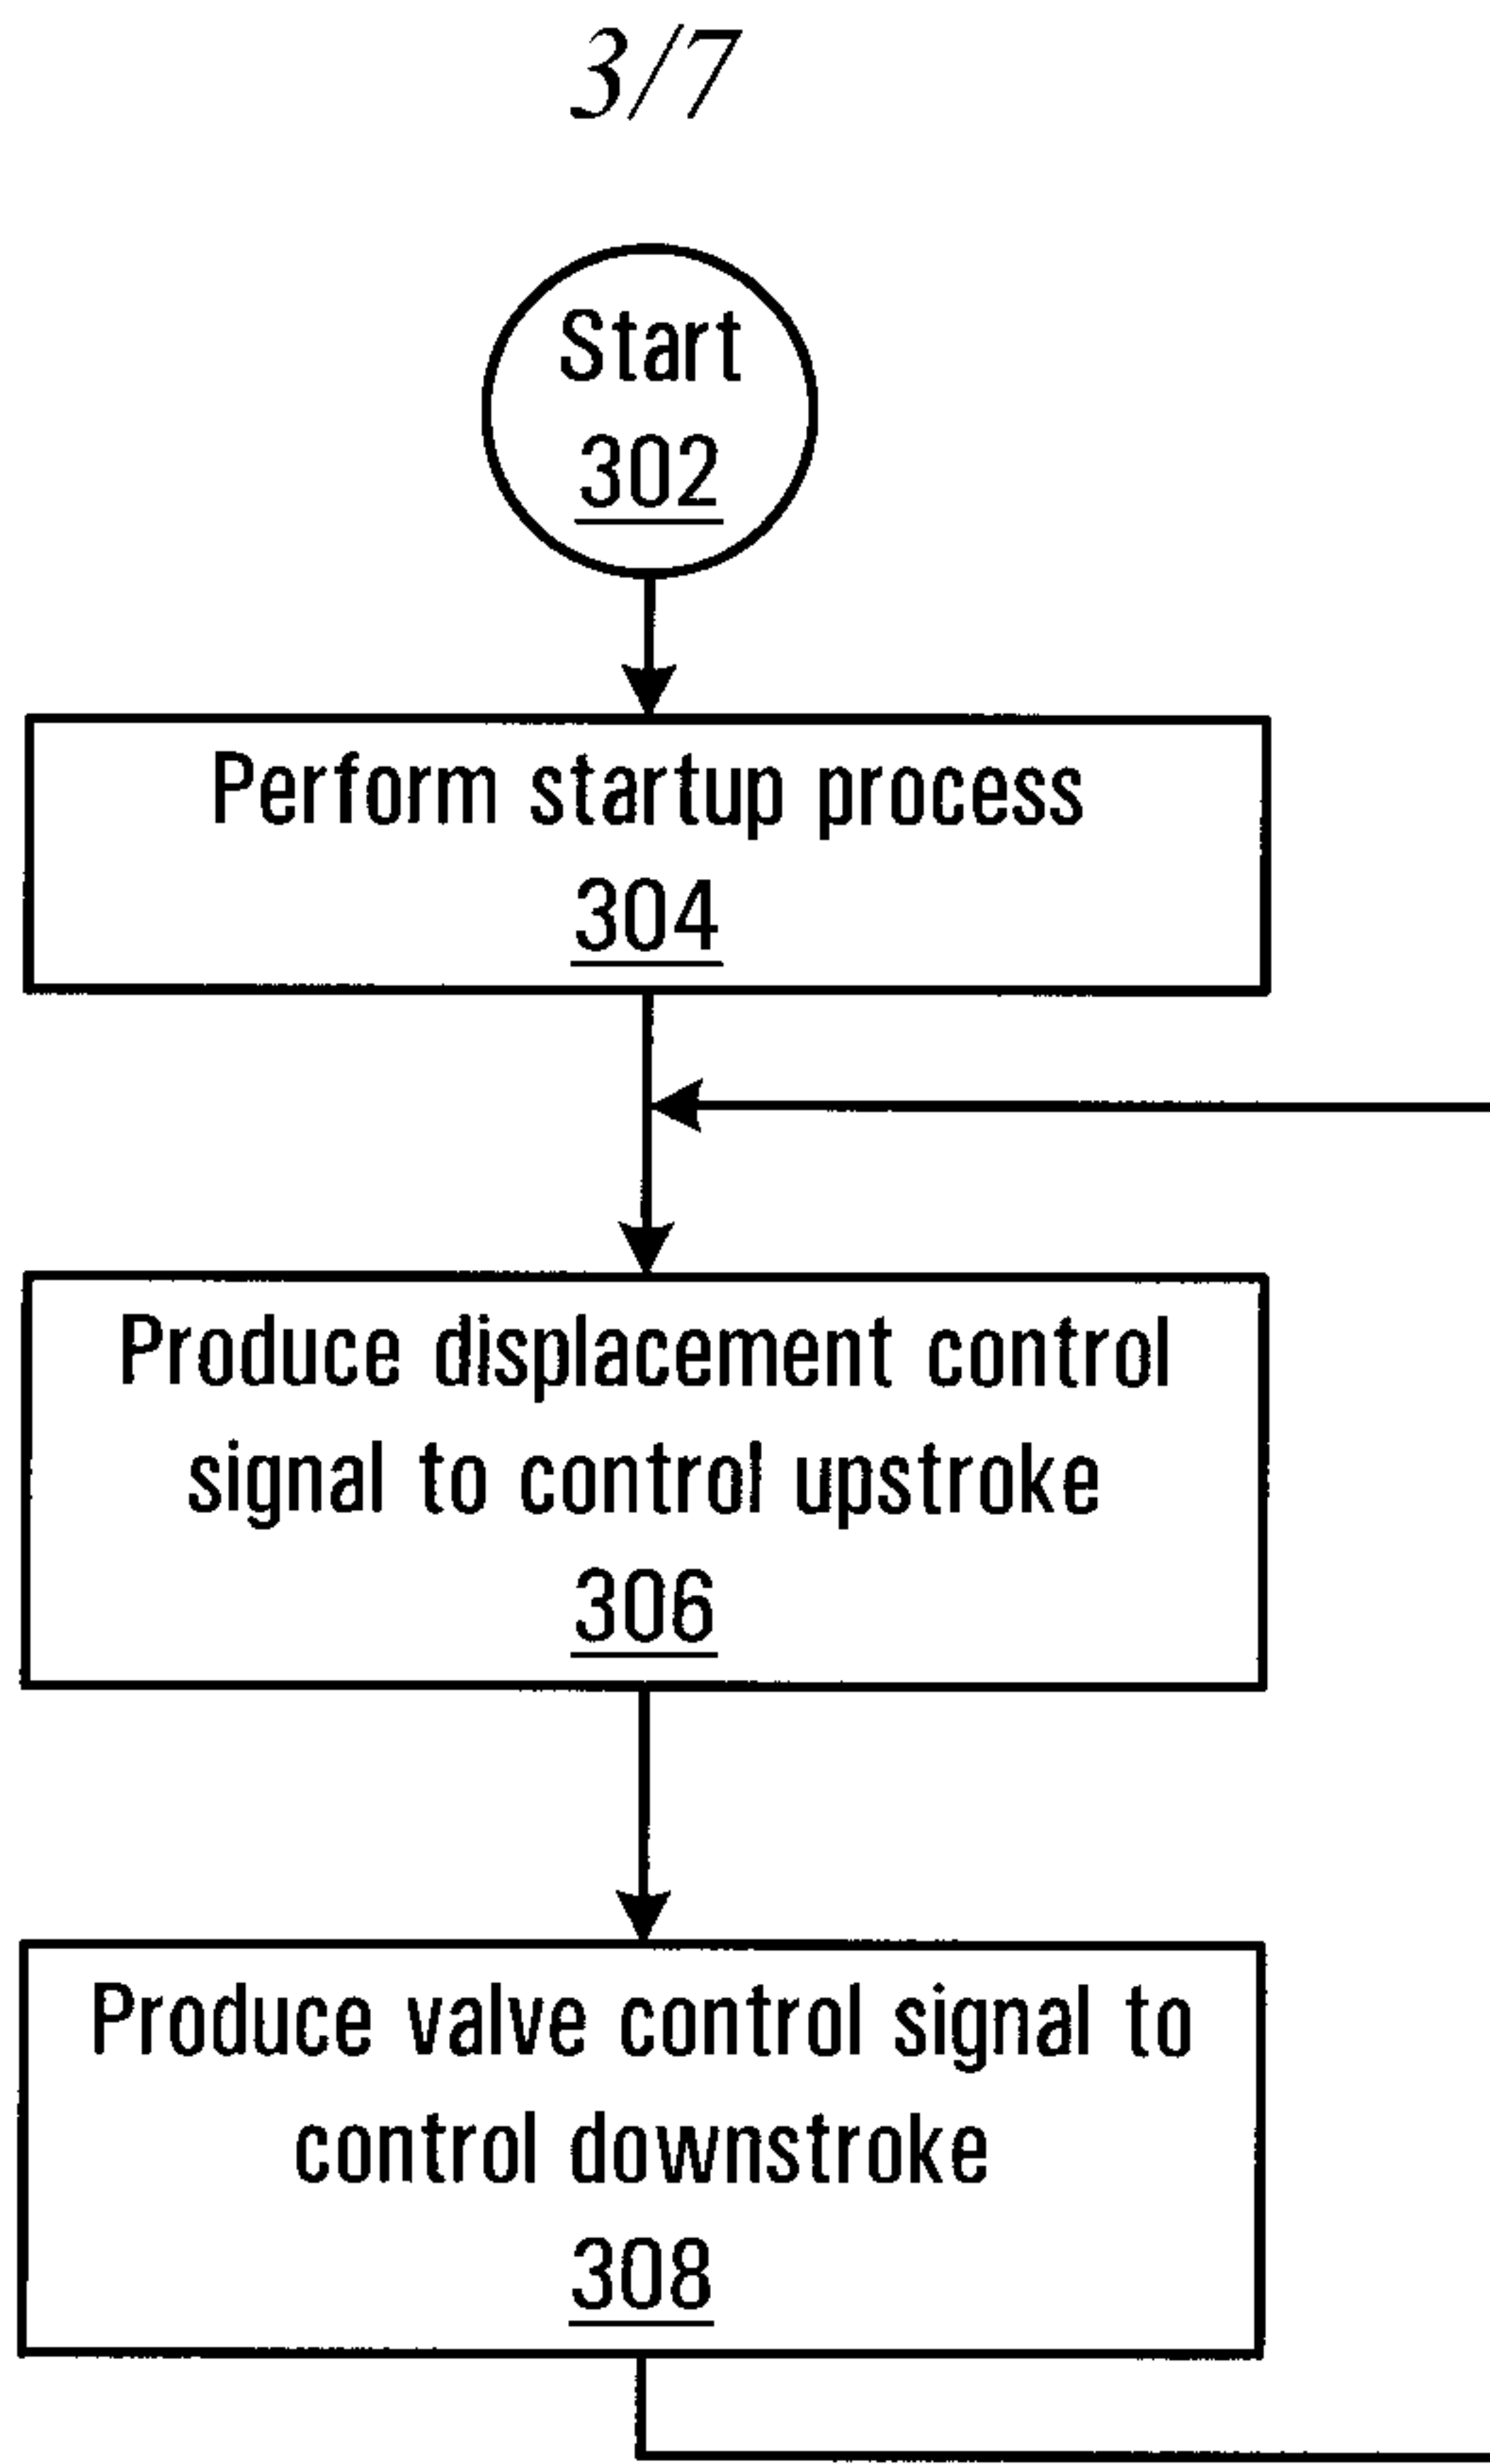 3/7
Start
302
Perform startup process
304
Produce displacement control
signal to control upstroke
306
Produce valve control signal to
control downstroke
308